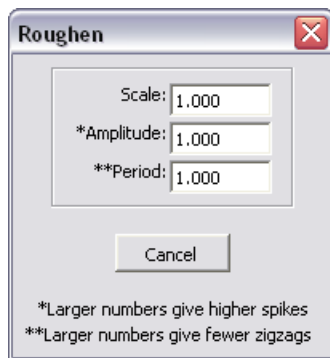 Roughen
Scale: 1.000
*Amplitude: 1.000
**Period: 1.000
Cancel
*Larger numbers give higher spikes
**Larger numbers give fewer zigzags